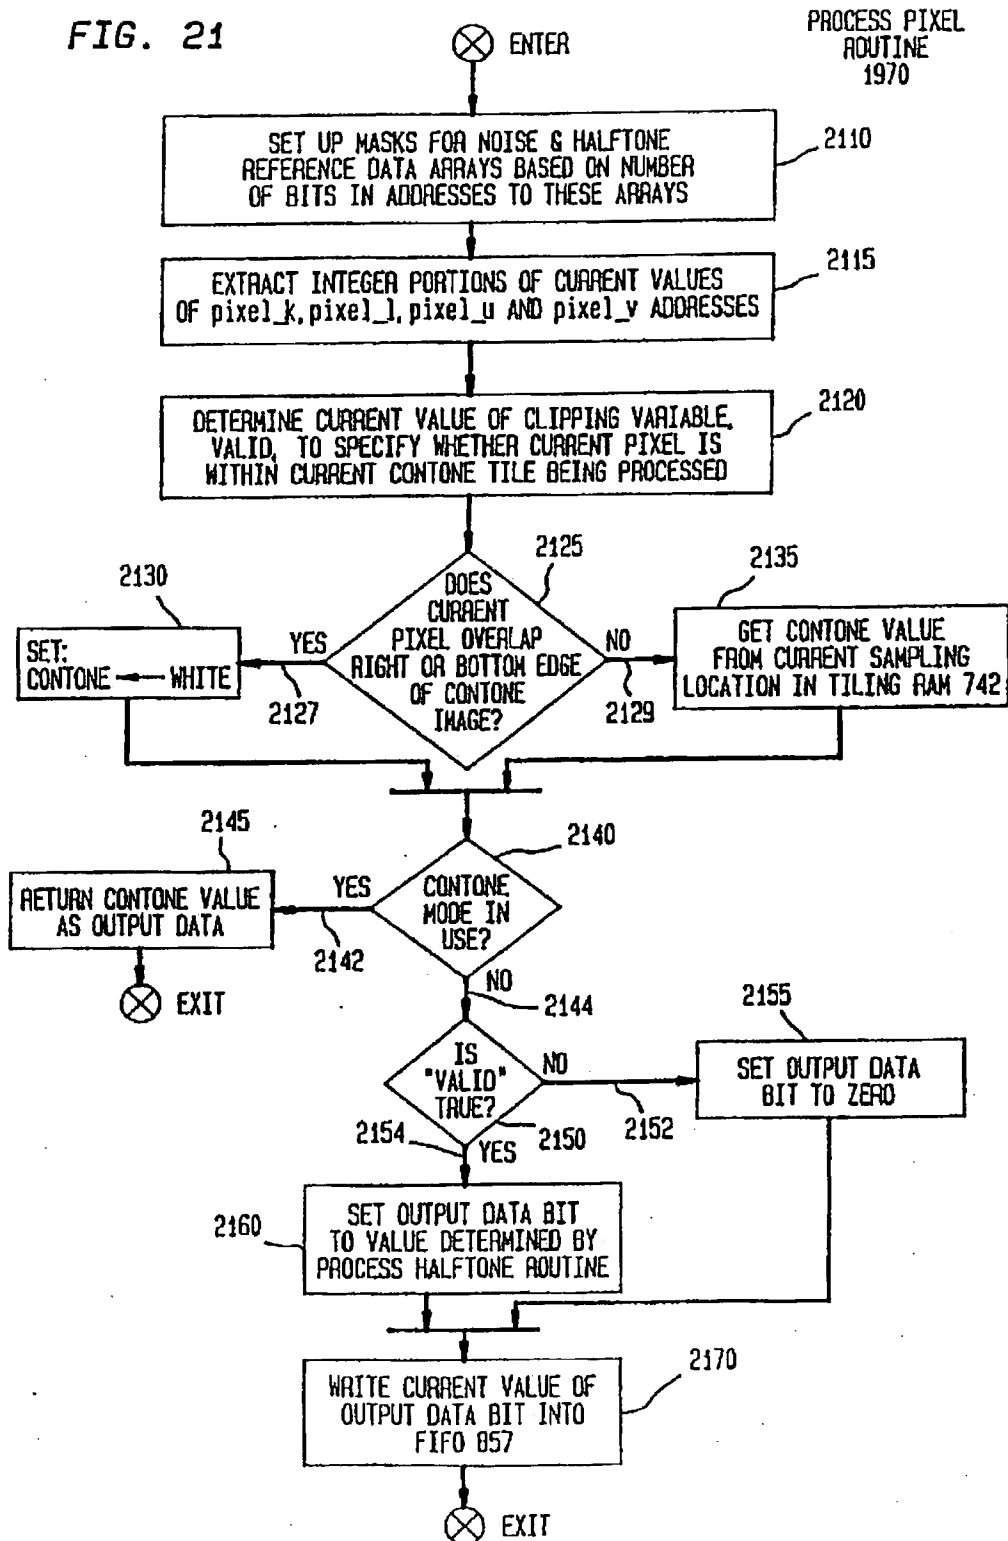 FIG. 21
PROCESS PIXEL
ROUTINE
1970
ENTER
SET UP MASKS FOR NOISE & HALFTONE
REFERENCE DATA ARRAYS BASED ON NUMBER
OF BITS IN ADDRESSES TO THESE ARRAYS
2110
EXTRACT INTEGER PORTIONS OF CURRENT VALUES
OF pixel_k, pixel_l, pixel_u AND pixel_v ADDRESSES
2115
DETERMINE CURRENT VALUE OF CLIPPING VARIABLE,
VALID, TO SPECIFY WHETHER CURRENT PIXEL IS
WITHIN CURRENT CONTONE TILE BEING PROCESSED
2120
DOES
CURRENT
PIXEL OVERLAP
RIGHT OR BOTTOM EDGE
OF CONTONE
IMAGE?
2125
2130
SET:
CONTONE ← WHITE
YES
2127
NO
2129
2135
GET CONTONE VALUE
FROM CURRENT SAMPLING
LOCATION IN TILING RAM 742
CONTONE
MODE IN
USE?
2140
YES
2142
2145
RETURN CONTONE VALUE
AS OUTPUT DATA
EXIT
NO
2144
IS
"VALID"
TRUE?
2150
NO
2152
2155
SET OUTPUT DATA
BIT TO ZERO
2154
YES
2160
SET OUTPUT DATA BIT
TO VALUE DETERMINED BY
PROCESS HALFTONE ROUTINE
2170
WRITE CURRENT VALUE OF
OUTPUT DATA BIT INTO
FIFO 857
EXIT